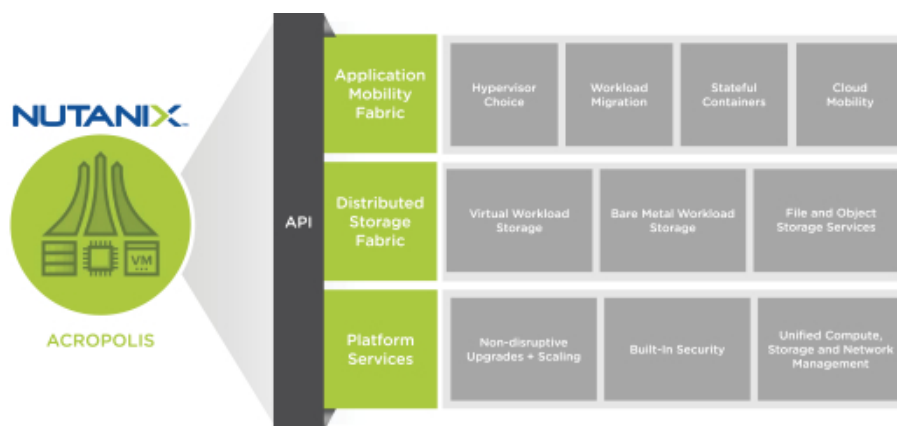 NUTANIX™
VM
ACROPOLIS
API
Application
Mobility
Fabric
Hypervisor
Choice
Workload
Migration
Stateful
Containers
Cloud
Mobility
Distributed
Storage
Fabric
Virtual Workload
Storage
Bare Metal Workload
Storage
File and Object
Storage Services
Platform
Services
Non-disruptive
Upgrades + Scaling
Built-In Security
Unified Compute,
Storage and Network
Management